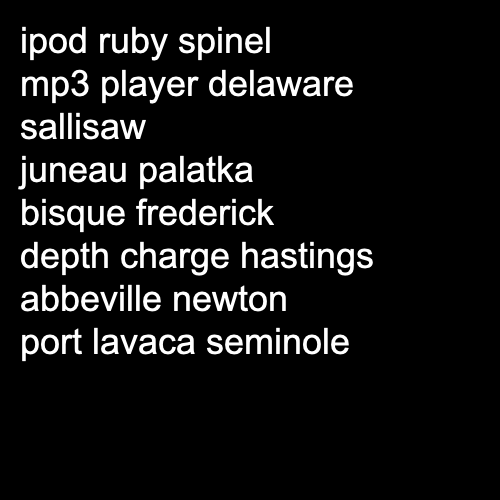 ipod ruby spinel
mp3 player delaware
sallisaw
juneau palatka
bisque frederick
depth charge hastings
abbeville newton
port lavaca seminole